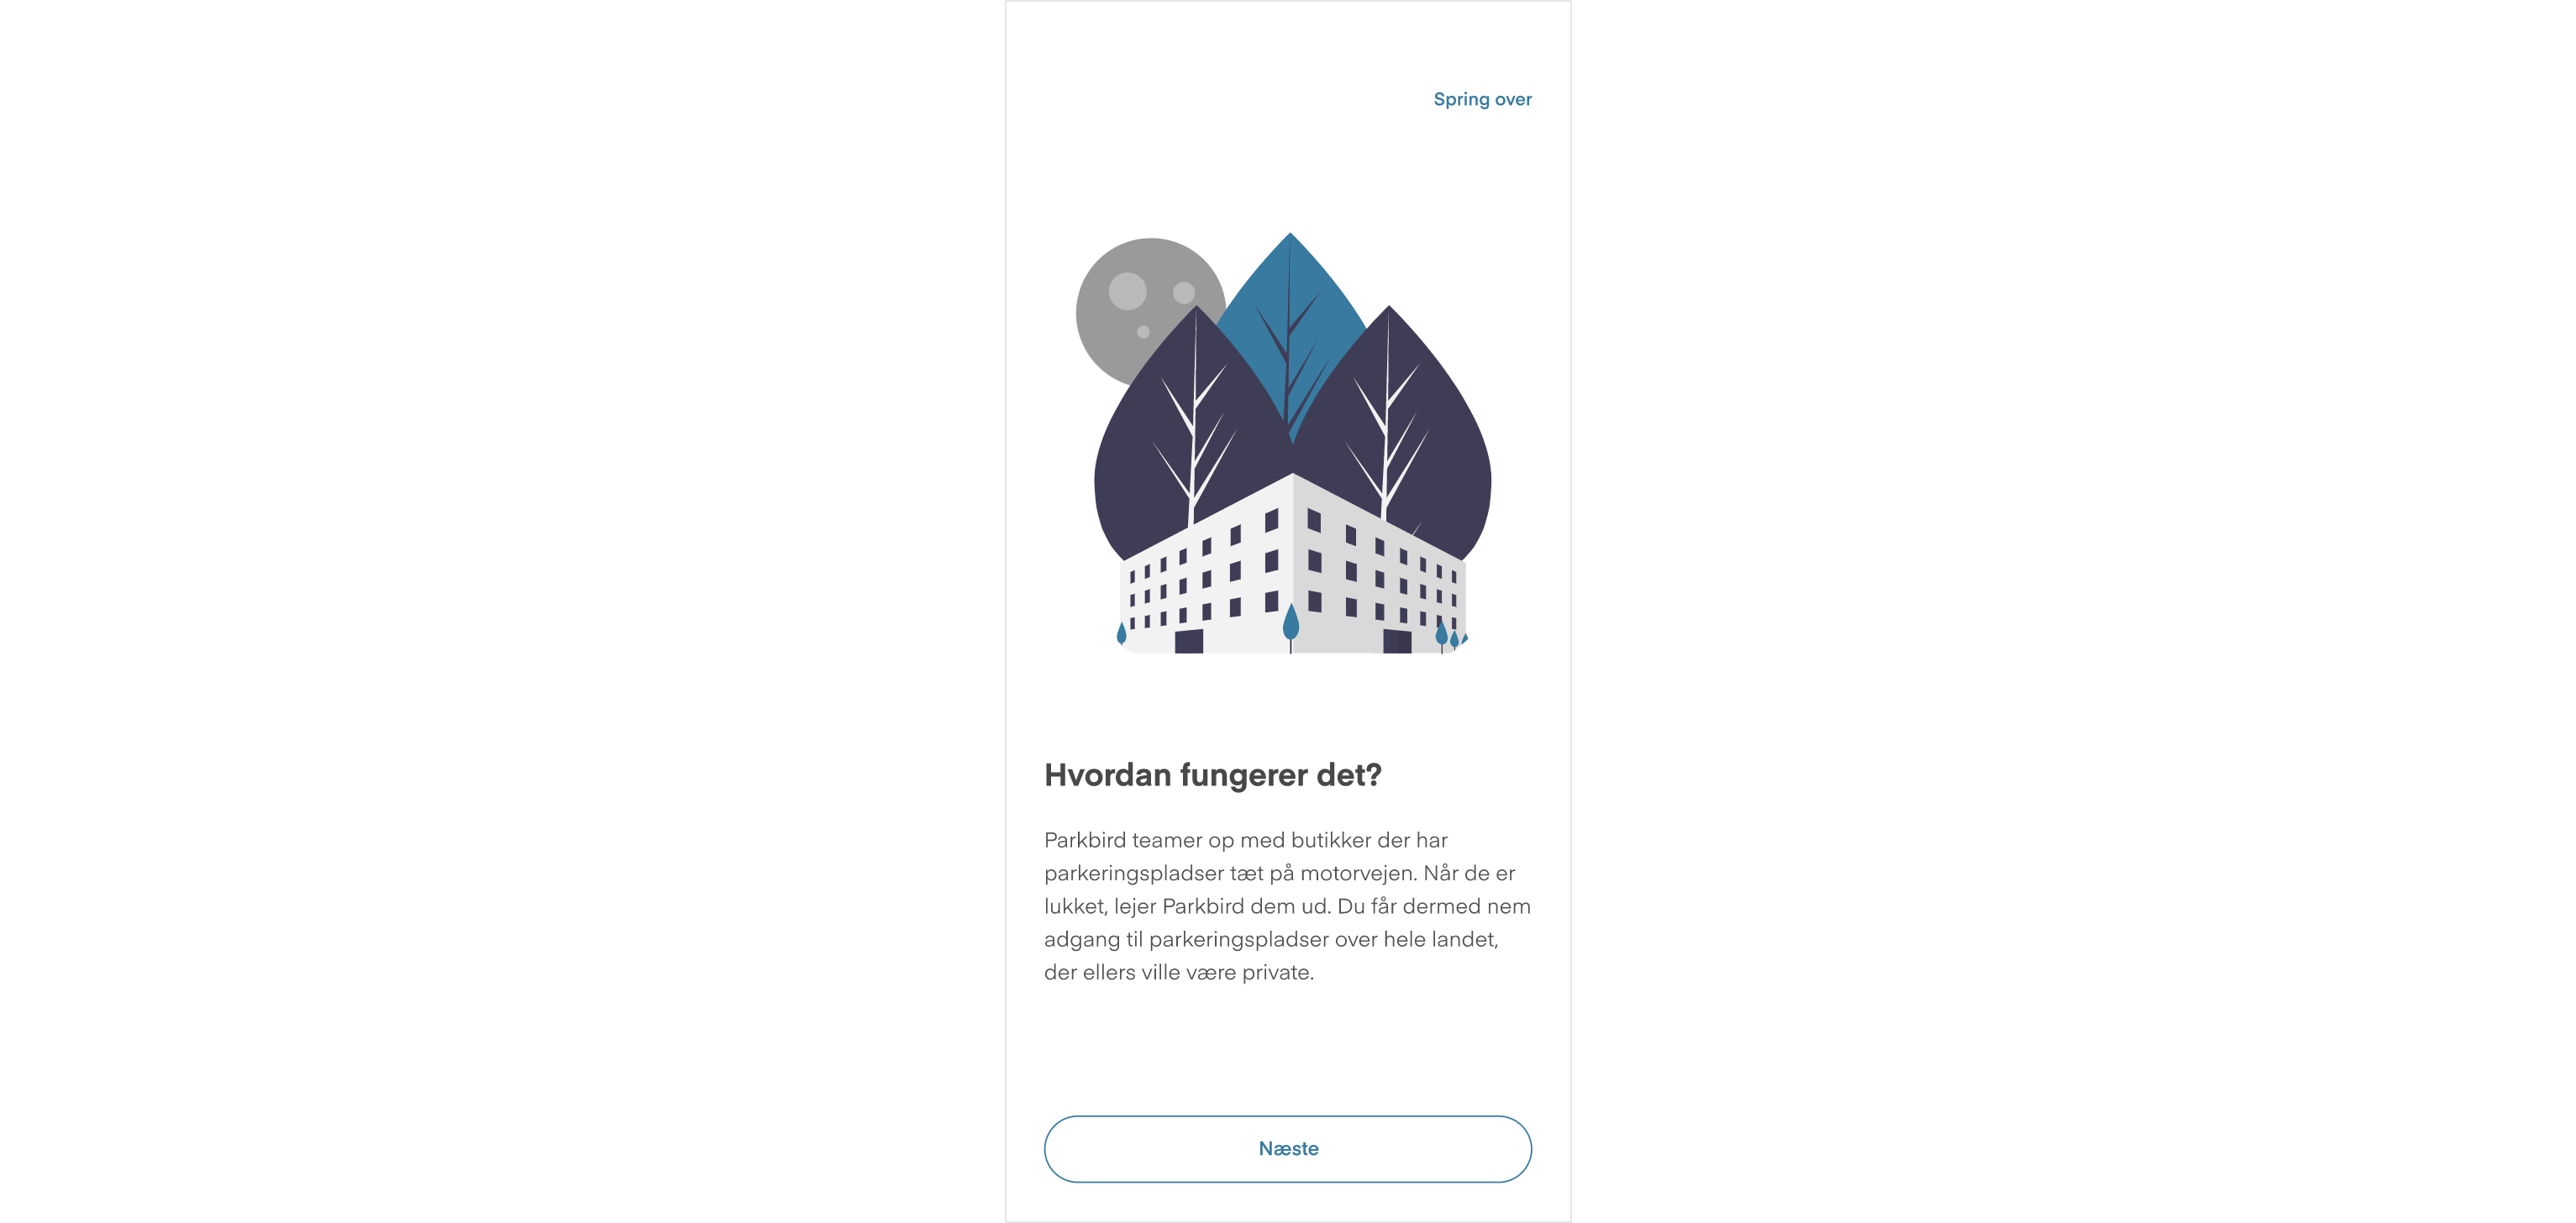 Spring over
Hvordan fungerer det?
Parkbird teamer op med butikker der har
parkeringspladser tæt på motorvejen. Når de er
lukket, lejer Parkbird dem ud. Du får dermed nem
adgang til parkeringspladser over hele landet,
der ellers ville være private.
Næste